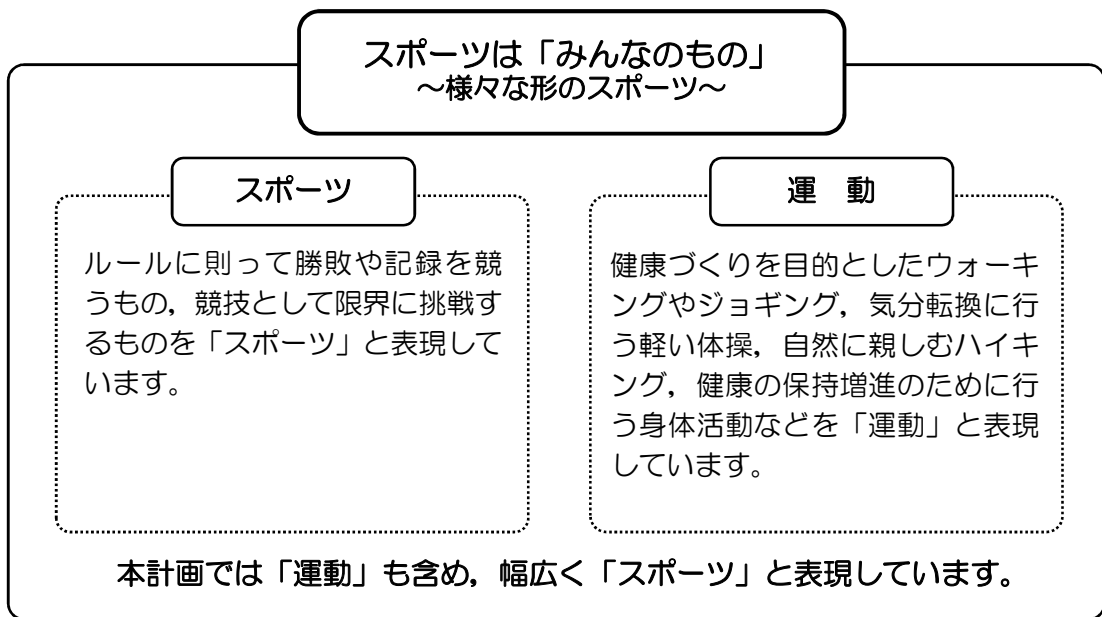 スポーツは「みんなのもの」
～様々な形のスポーツ～
スポーツ
ルールに則って勝敗や記録を競
うもの，競技として限界に挑戦す
るものを「スポーツ」と表現して
います。
運　動
健康づくりを目的としたウォーキ
ングやジョギング，気分転換に行
う軽い体操，自然に親しむハイキ
ング，健康の保持増進のために行
う身体活動などを「運動」と表現
しています。
本計画では「運動」も含め，幅広く「スポーツ」と表現しています。